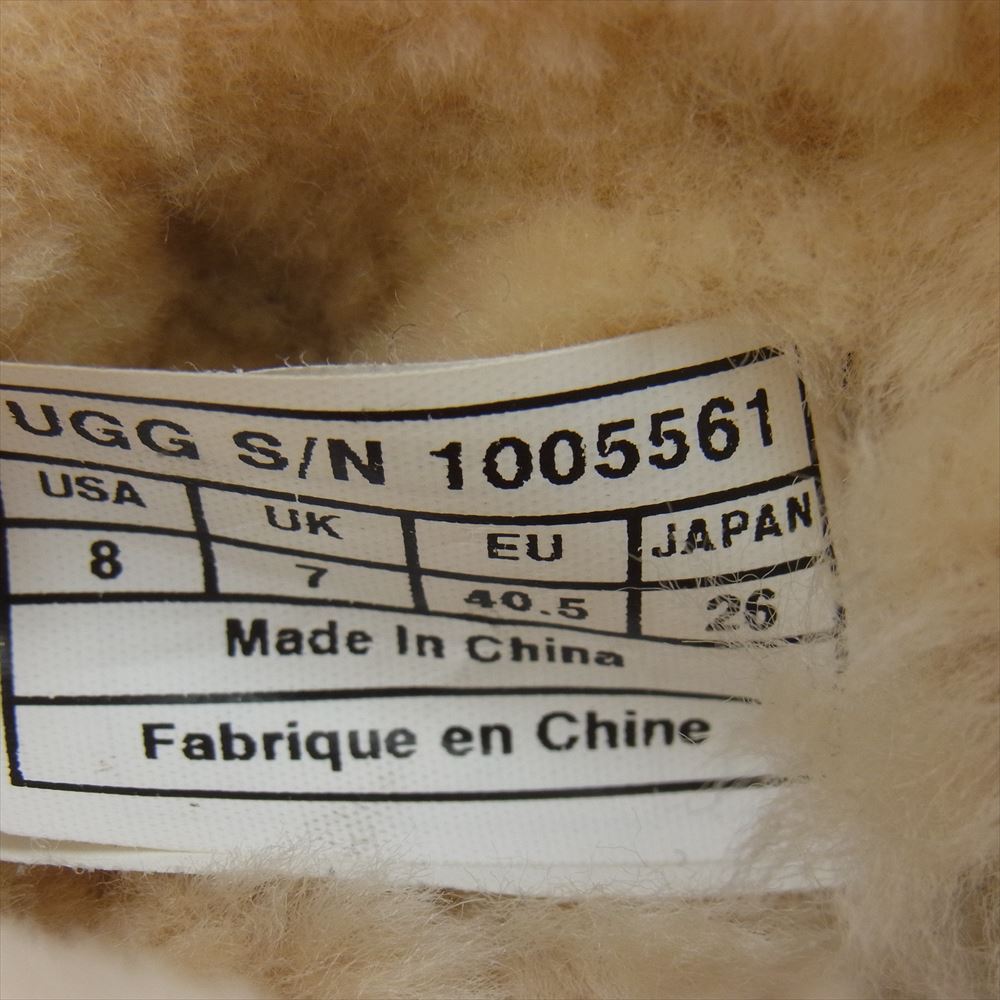 UGG S/N 1005561
USA UK EU JAPAN
8 7 40.5 26
Made In China
Fabrique en Chine